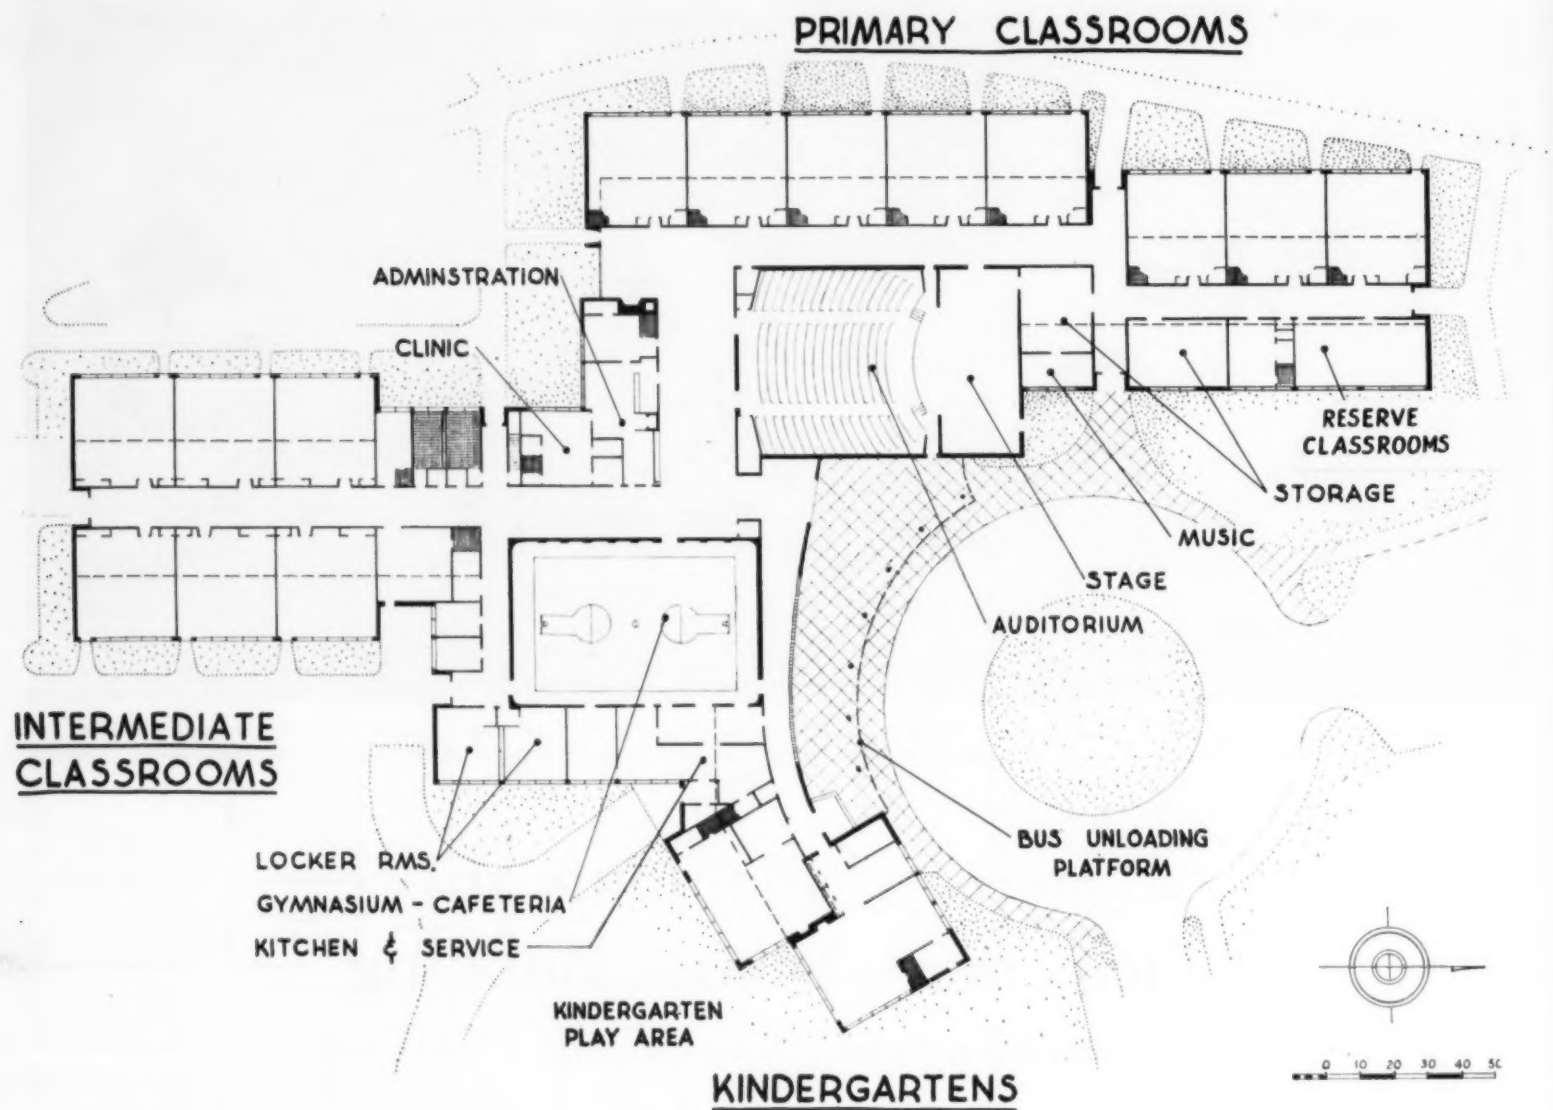 PRIMARY CLASSROOMS
ADMINSTRATION
CLINIC
RESERVE
CLASSROOMS
STORAGE
MUSIC
STAGE
AUDITORIUM
INTERMEDIATE
CLASSROOMS
BUS UNLOADING
PLATFORM
LOCKER RMS.
GYMNASIUM - CAFETERIA
KITCHEN & SERVICE
KINDERGARTEN
PLAY AREA
KINDERGARTENS
0 10 20 30 40 50